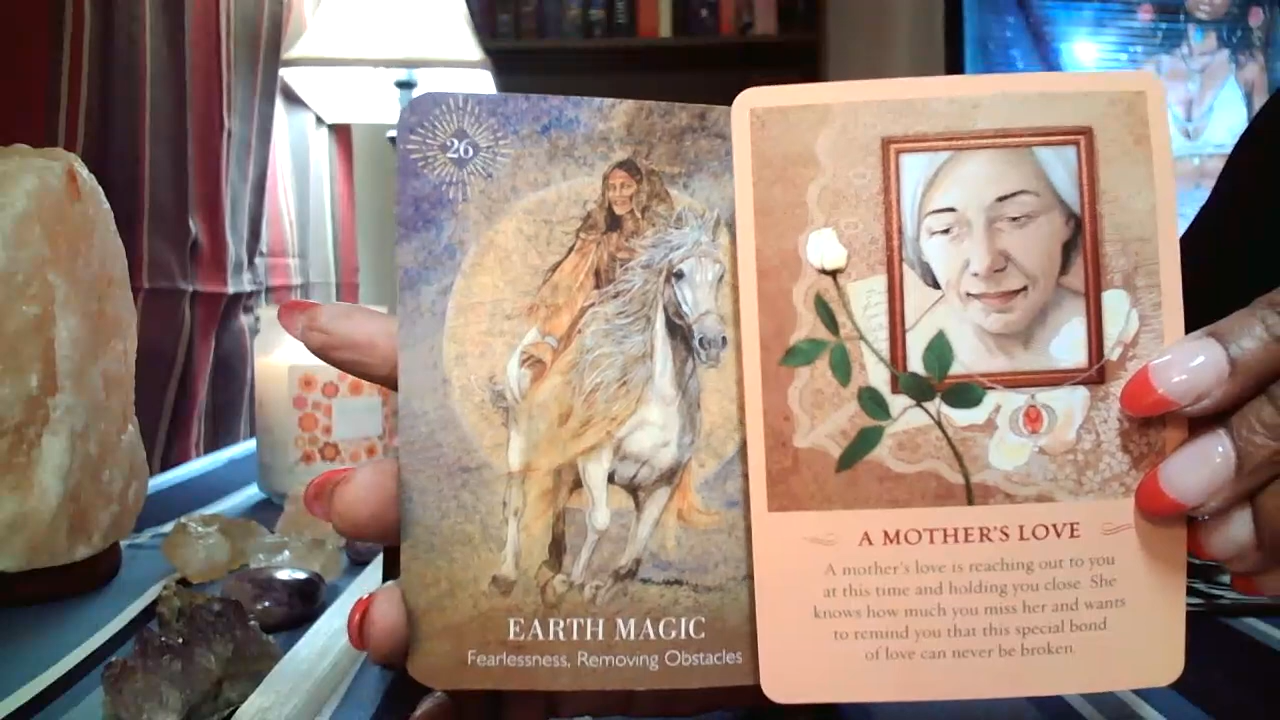 26
EARTH MAGIC
Fearlessness, Removing Obstacles
A MOTHER'S LOVE
A mother's love is reaching out to you
at this time and holding you close. She
knows how much you miss her and wants
to remind you that this special bond
of love can never be broken.